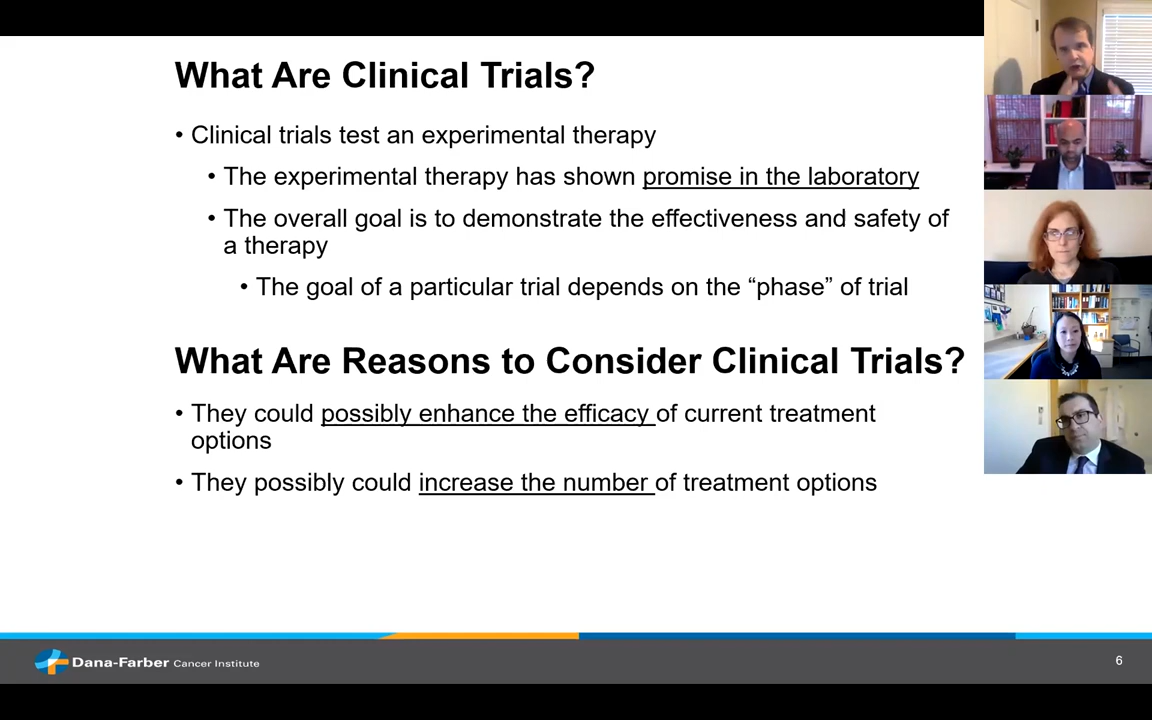 What Are Clinical Trials?
• Clinical trials test an experimental therapy
• The experimental therapy has shown promise in the laboratory
• The overall goal is to demonstrate the effectiveness and safety of
a therapy
• The goal of a particular trial depends on the “phase” of trial
What Are Reasons to Consider Clinical Trials?
• They could possibly enhance the efficacy of current treatment
options
• They possibly could increase the number of treatment options
Dana-Farber Cancer Institute
6